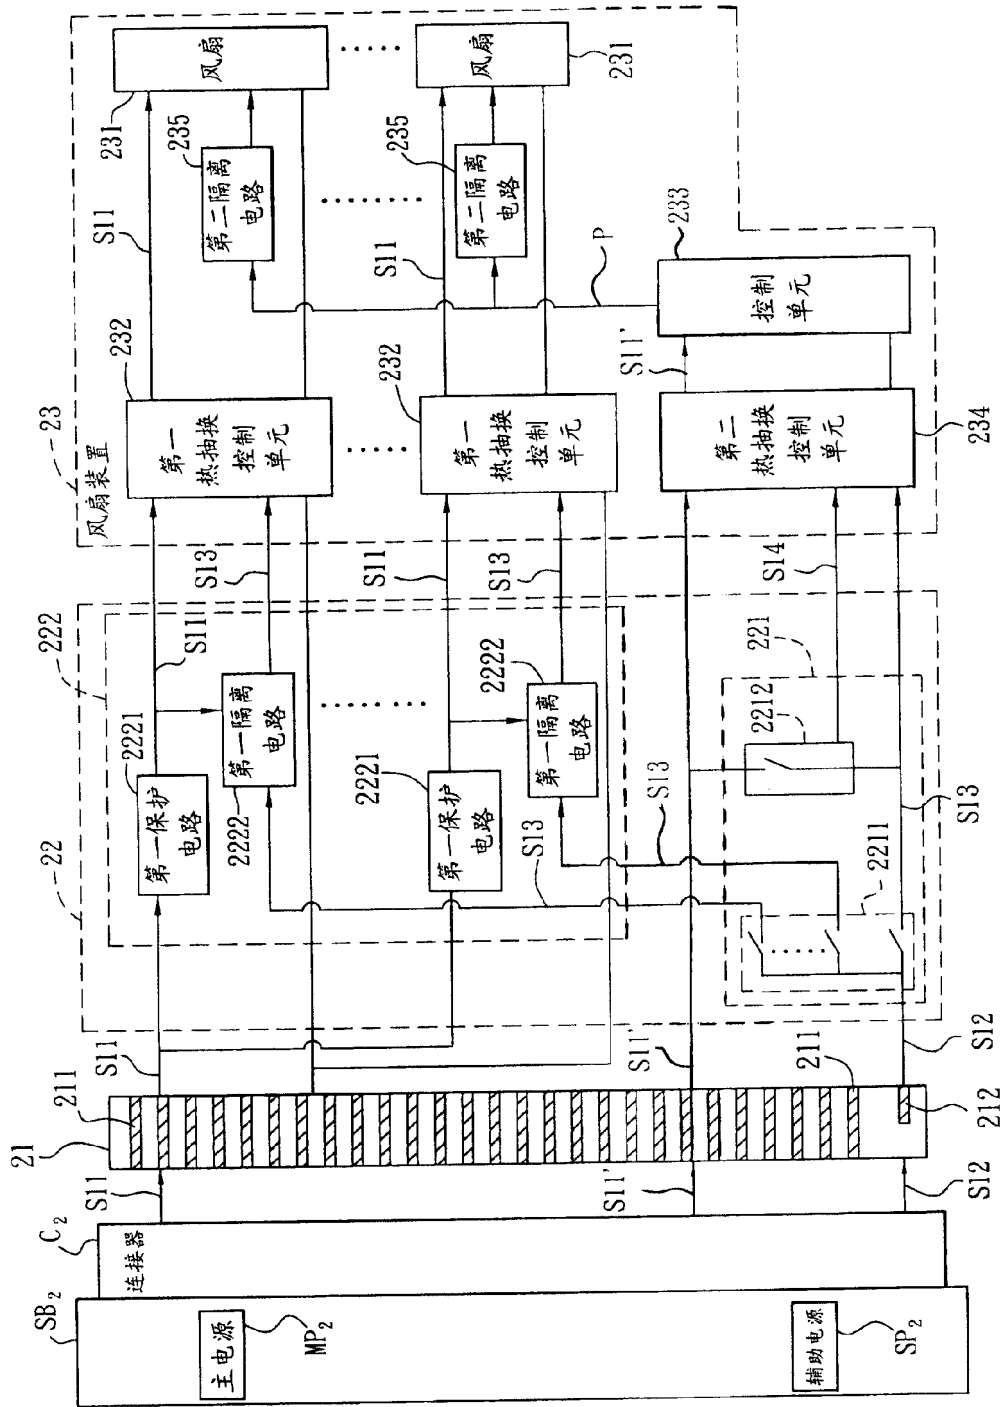 SB₂
主电源
MP₂
辅助电源
SP₂
C₂
连接器
S11
S11'
S12
21
211
211
212
S11
S11'
S12
22
222
2221
第一保护
电路
S11
第一隔离
电路
2222
2221
第一保护
电路
2222
第一隔离
电路
S13
S13
S13
221
2212
2211
S13
S11
S13
S14
23
风扇装置
232
第一
热抽换
控制
单元
232
第一
热抽换
控制
单元
第二
热抽换
控制
单元
234
S11'
控制
单元
233
P
S11
S11
第二隔离
电路
235
第二隔离
电路
235
231
风扇
风扇
231
S11
S13